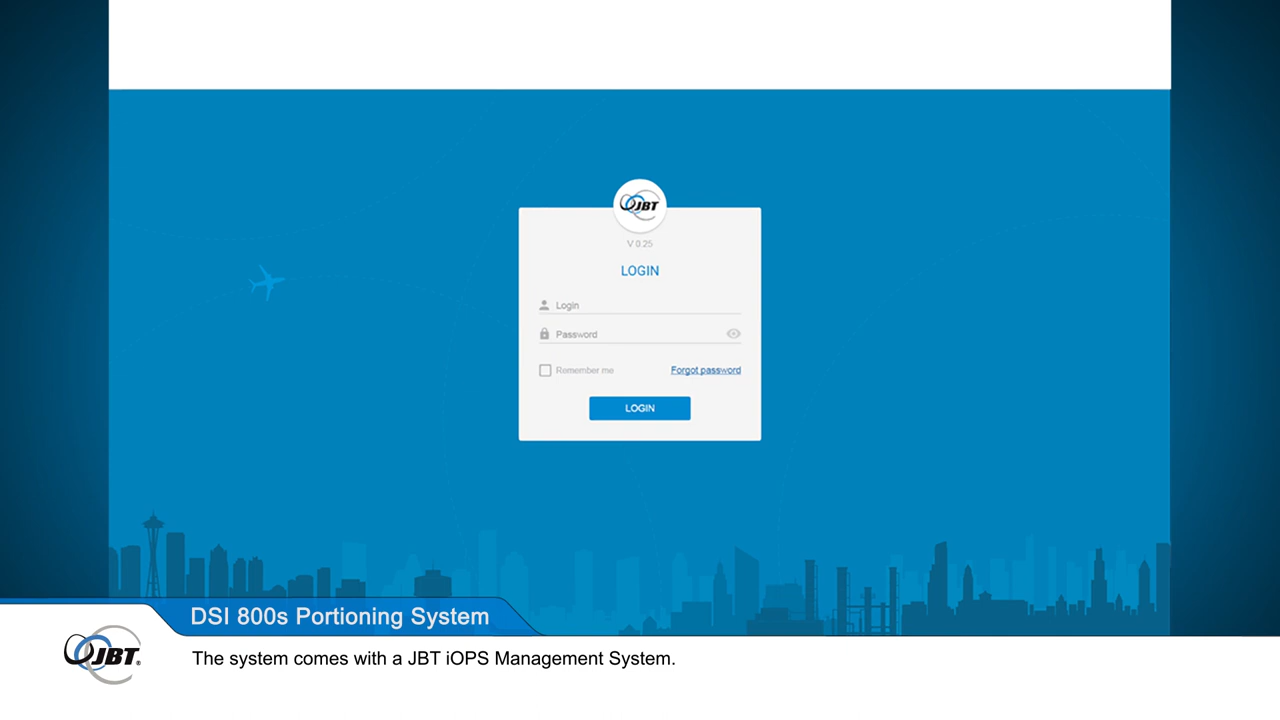 JBT
V 0.25
LOGIN
Login
Password
Remember me
Forgot password
LOGIN
DSI 800s Portioning System
JBT®
The system comes with a JBT iOPS Management System.